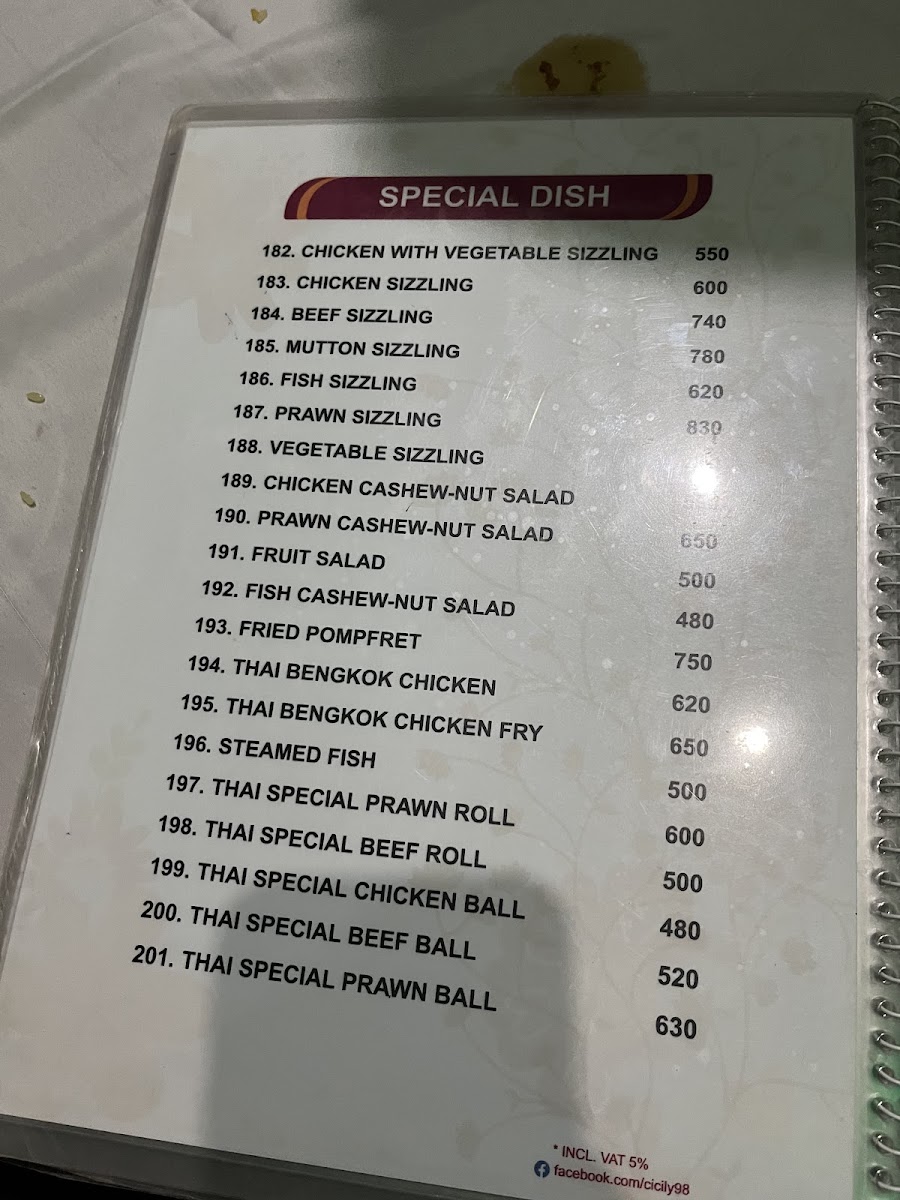 SPECIAL DISH
182. CHICKEN WITH VEGETABLE SIZZLING 550
183. CHICKEN SIZZLING 600
184. BEEF SIZZLING 740
185. MUTTON SIZZLING 780
186. FISH SIZZLING 620
187. PRAWN SIZZLING 830
188. VEGETABLE SIZZLING
189. CHICKEN CASHEW-NUT SALAD
190. PRAWN CASHEW-NUT SALAD 650
191. FRUIT SALAD 500
192. FISH CASHEW-NUT SALAD 480
193. FRIED POMPFRET 750
194. THAI BENGKOK CHICKEN 620
195. THAI BENGKOK CHICKEN FRY 650
196. STEAMED FISH 500
197. THAI SPECIAL PRAWN ROLL 600
198. THAI SPECIAL BEEF ROLL 500
199. THAI SPECIAL CHICKEN BALL 480
200. THAI SPECIAL BEEF BALL 520
201. THAI SPECIAL PRAWN BALL 630
* INCL. VAT 5%
facebook.com/cicily98